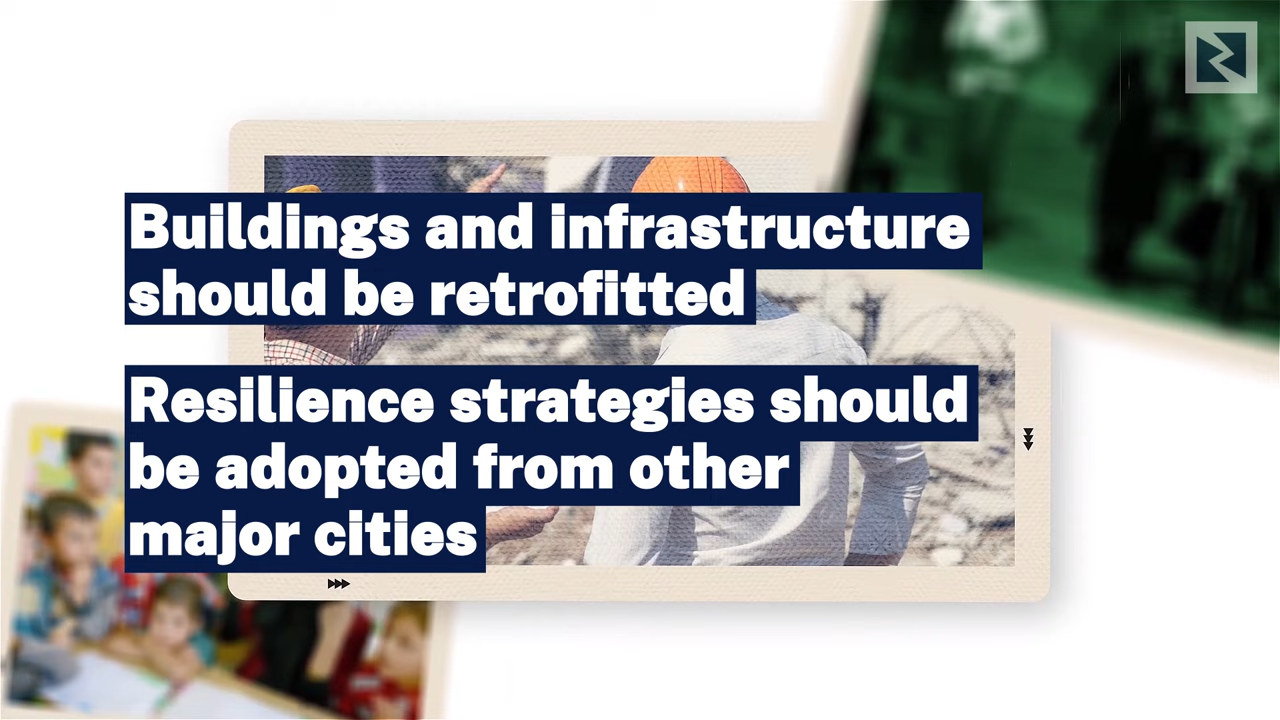 Buildings and infrastructure
should be retrofitted
Resilience strategies should
be adopted from other
major cities